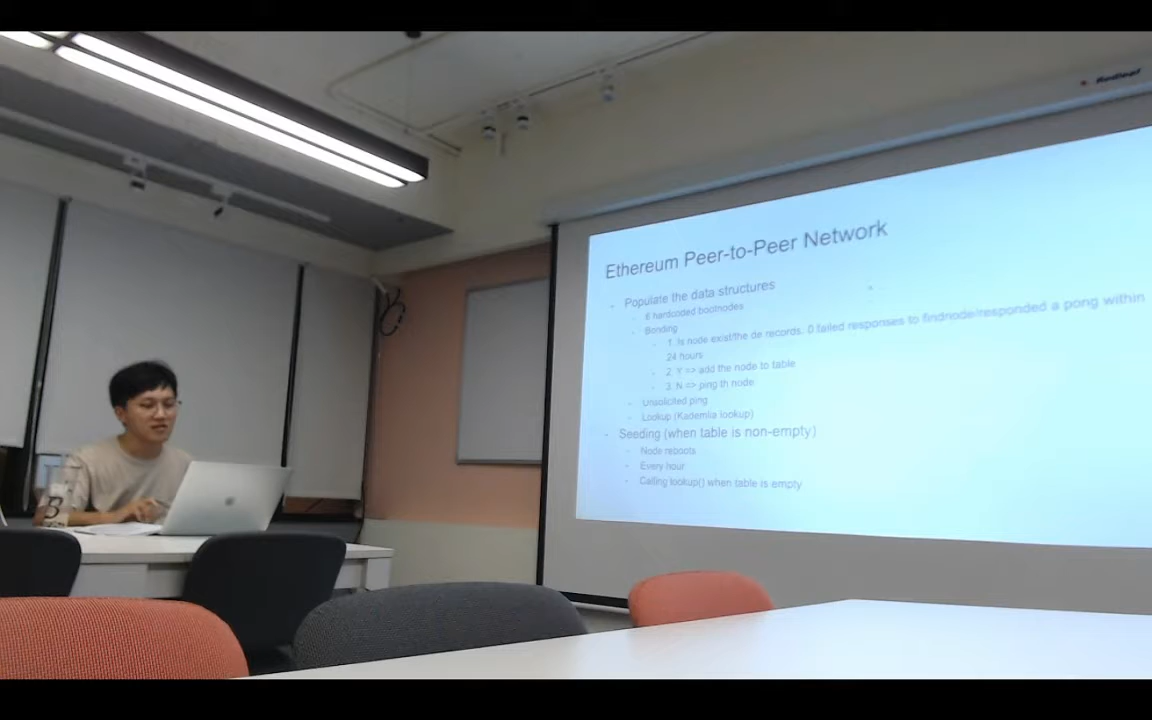 Ethereum Peer-to-Peer Network
- Populate the data structures
- 6 hardcoded bootnodes
- Bonding
- 1. Is node exist/the de records. 0 failed responses to findnode/responded a pong within
24 hours
- 2. Y => add the node to table
- 3. N => ping th node
- Unsolicited ping
- Lookup (Kademlia lookup)
- Seeding (when table is non-empty)
- Node reboots
- Every hour
- Calling lookup() when table is empty
B